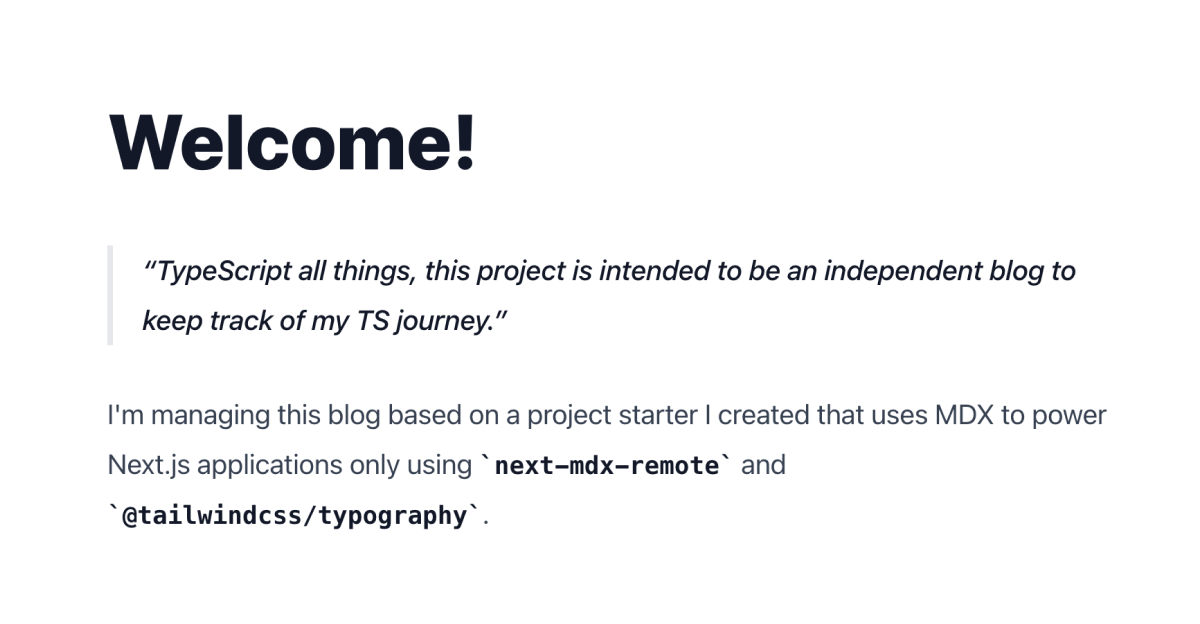 Welcome!
“TypeScript all things, this project is intended to be an independent blog to
keep track of my TS journey.”
I'm managing this blog based on a project starter I created that uses MDX to power
Next.js applications only using `next-mdx-remote` and
`@tailwindcss/typography`.